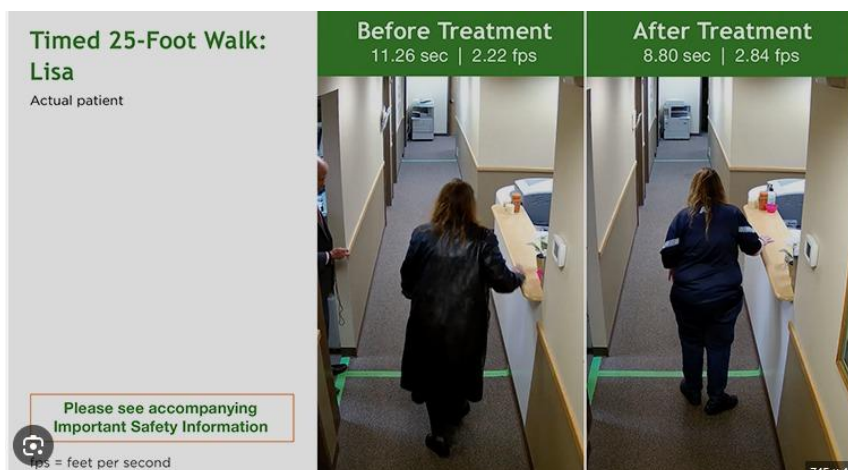 Timed 25-Foot Walk:
Lisa
Actual patient
Before Treatment
11.26 sec | 2.22 fps
After Treatment
8.80 sec | 2.84 fps
Please see accompanying
Important Safety Information
fps = feet per second